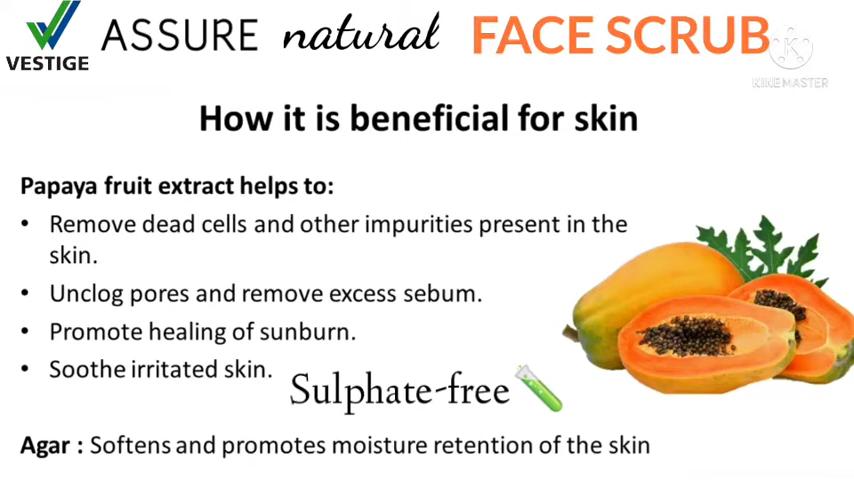 VESTIGE
ASSURE natural FACE SCRUB
KINEMASTER
How it is beneficial for skin
Papaya fruit extract helps to:
• Remove dead cells and other impurities present in the
skin.
• Unclog pores and remove excess sebum.
• Promote healing of sunburn.
• Soothe irritated skin.
Sulphate-free
Agar : Softens and promotes moisture retention of the skin